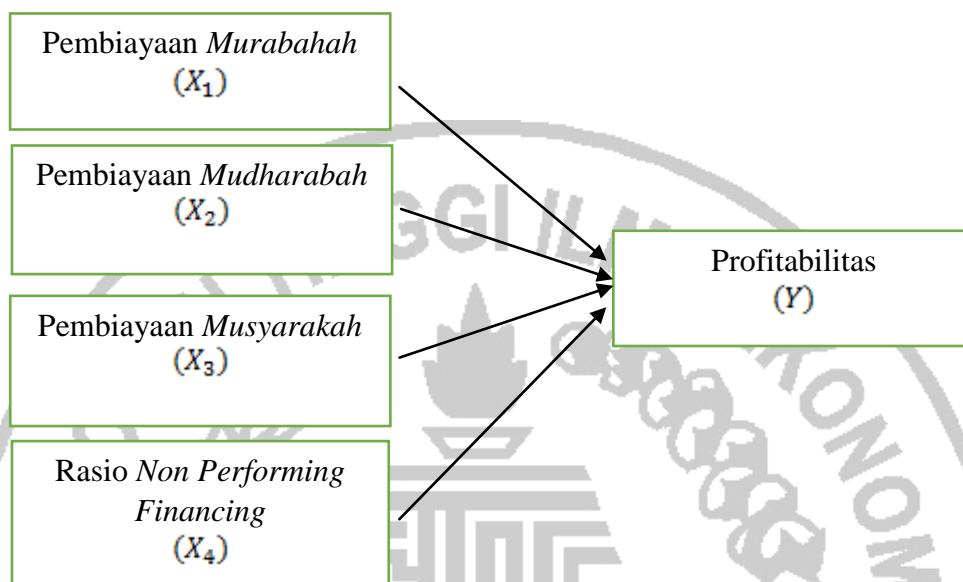 Pembiayaan Murabahah
(X₁)
Pembiayaan Mudharabah
(X₂)
Pembiayaan Musyarakah
(X₃)
Rasio Non Performing
Financing
(X₄)
Profitabilitas
(Y)